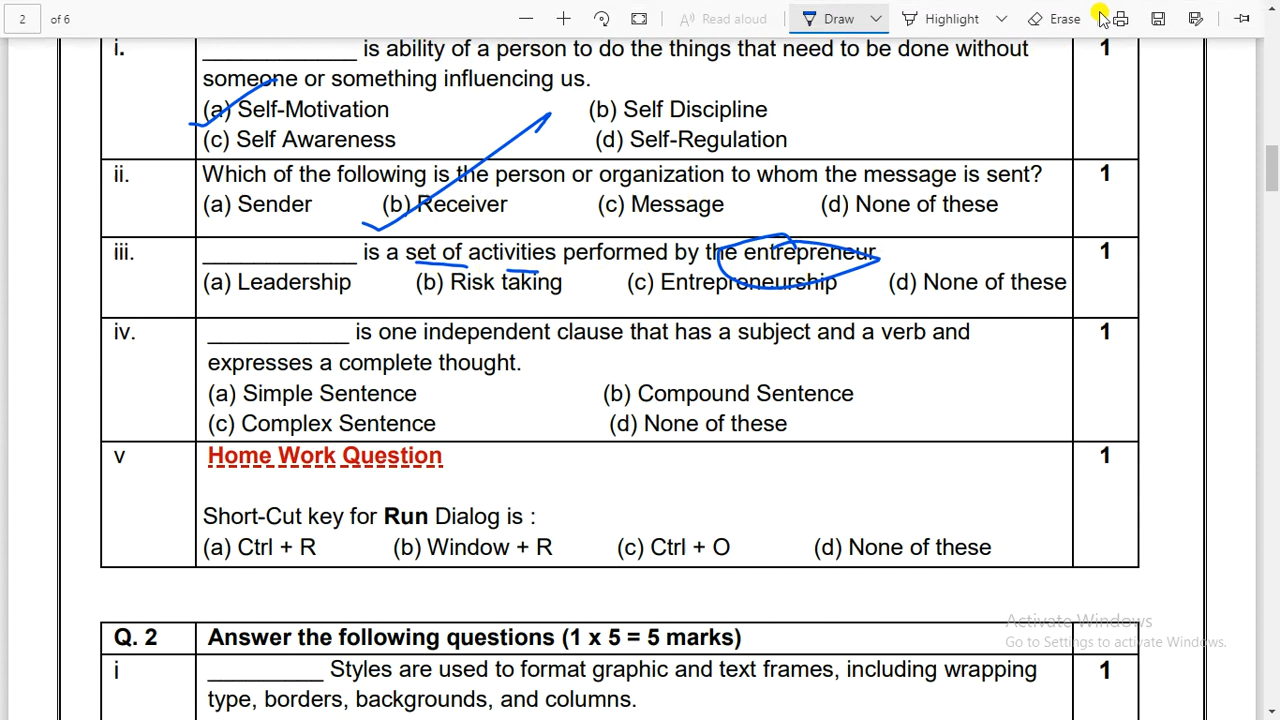 2 of 6 Read aloud Draw Highlight Erase
i. ____________ is ability of a person to do the things that need to be done without 1
someone or something influencing us.
(a) Self-Motivation (b) Self Discipline
(c) Self Awareness (d) Self-Regulation
ii. Which of the following is the person or organization to whom the message is sent? 1
(a) Sender (b) Receiver (c) Message (d) None of these
iii. ____________ is a set of activities performed by the entrepreneur. 1
(a) Leadership (b) Risk taking (c) Entrepreneurship (d) None of these
iv. ___________ is one independent clause that has a subject and a verb and 1
expresses a complete thought.
(a) Simple Sentence (b) Compound Sentence
(c) Complex Sentence (d) None of these
v Home Work Question 1
Short-Cut key for Run Dialog is :
(a) Ctrl + R (b) Window + R (c) Ctrl + O (d) None of these
Activate Windows
Go to Settings to activate Windows.
Q. 2 Answer the following questions (1 x 5 = 5 marks)
i _________ Styles are used to format graphic and text frames, including wrapping 1
type, borders, backgrounds, and columns.